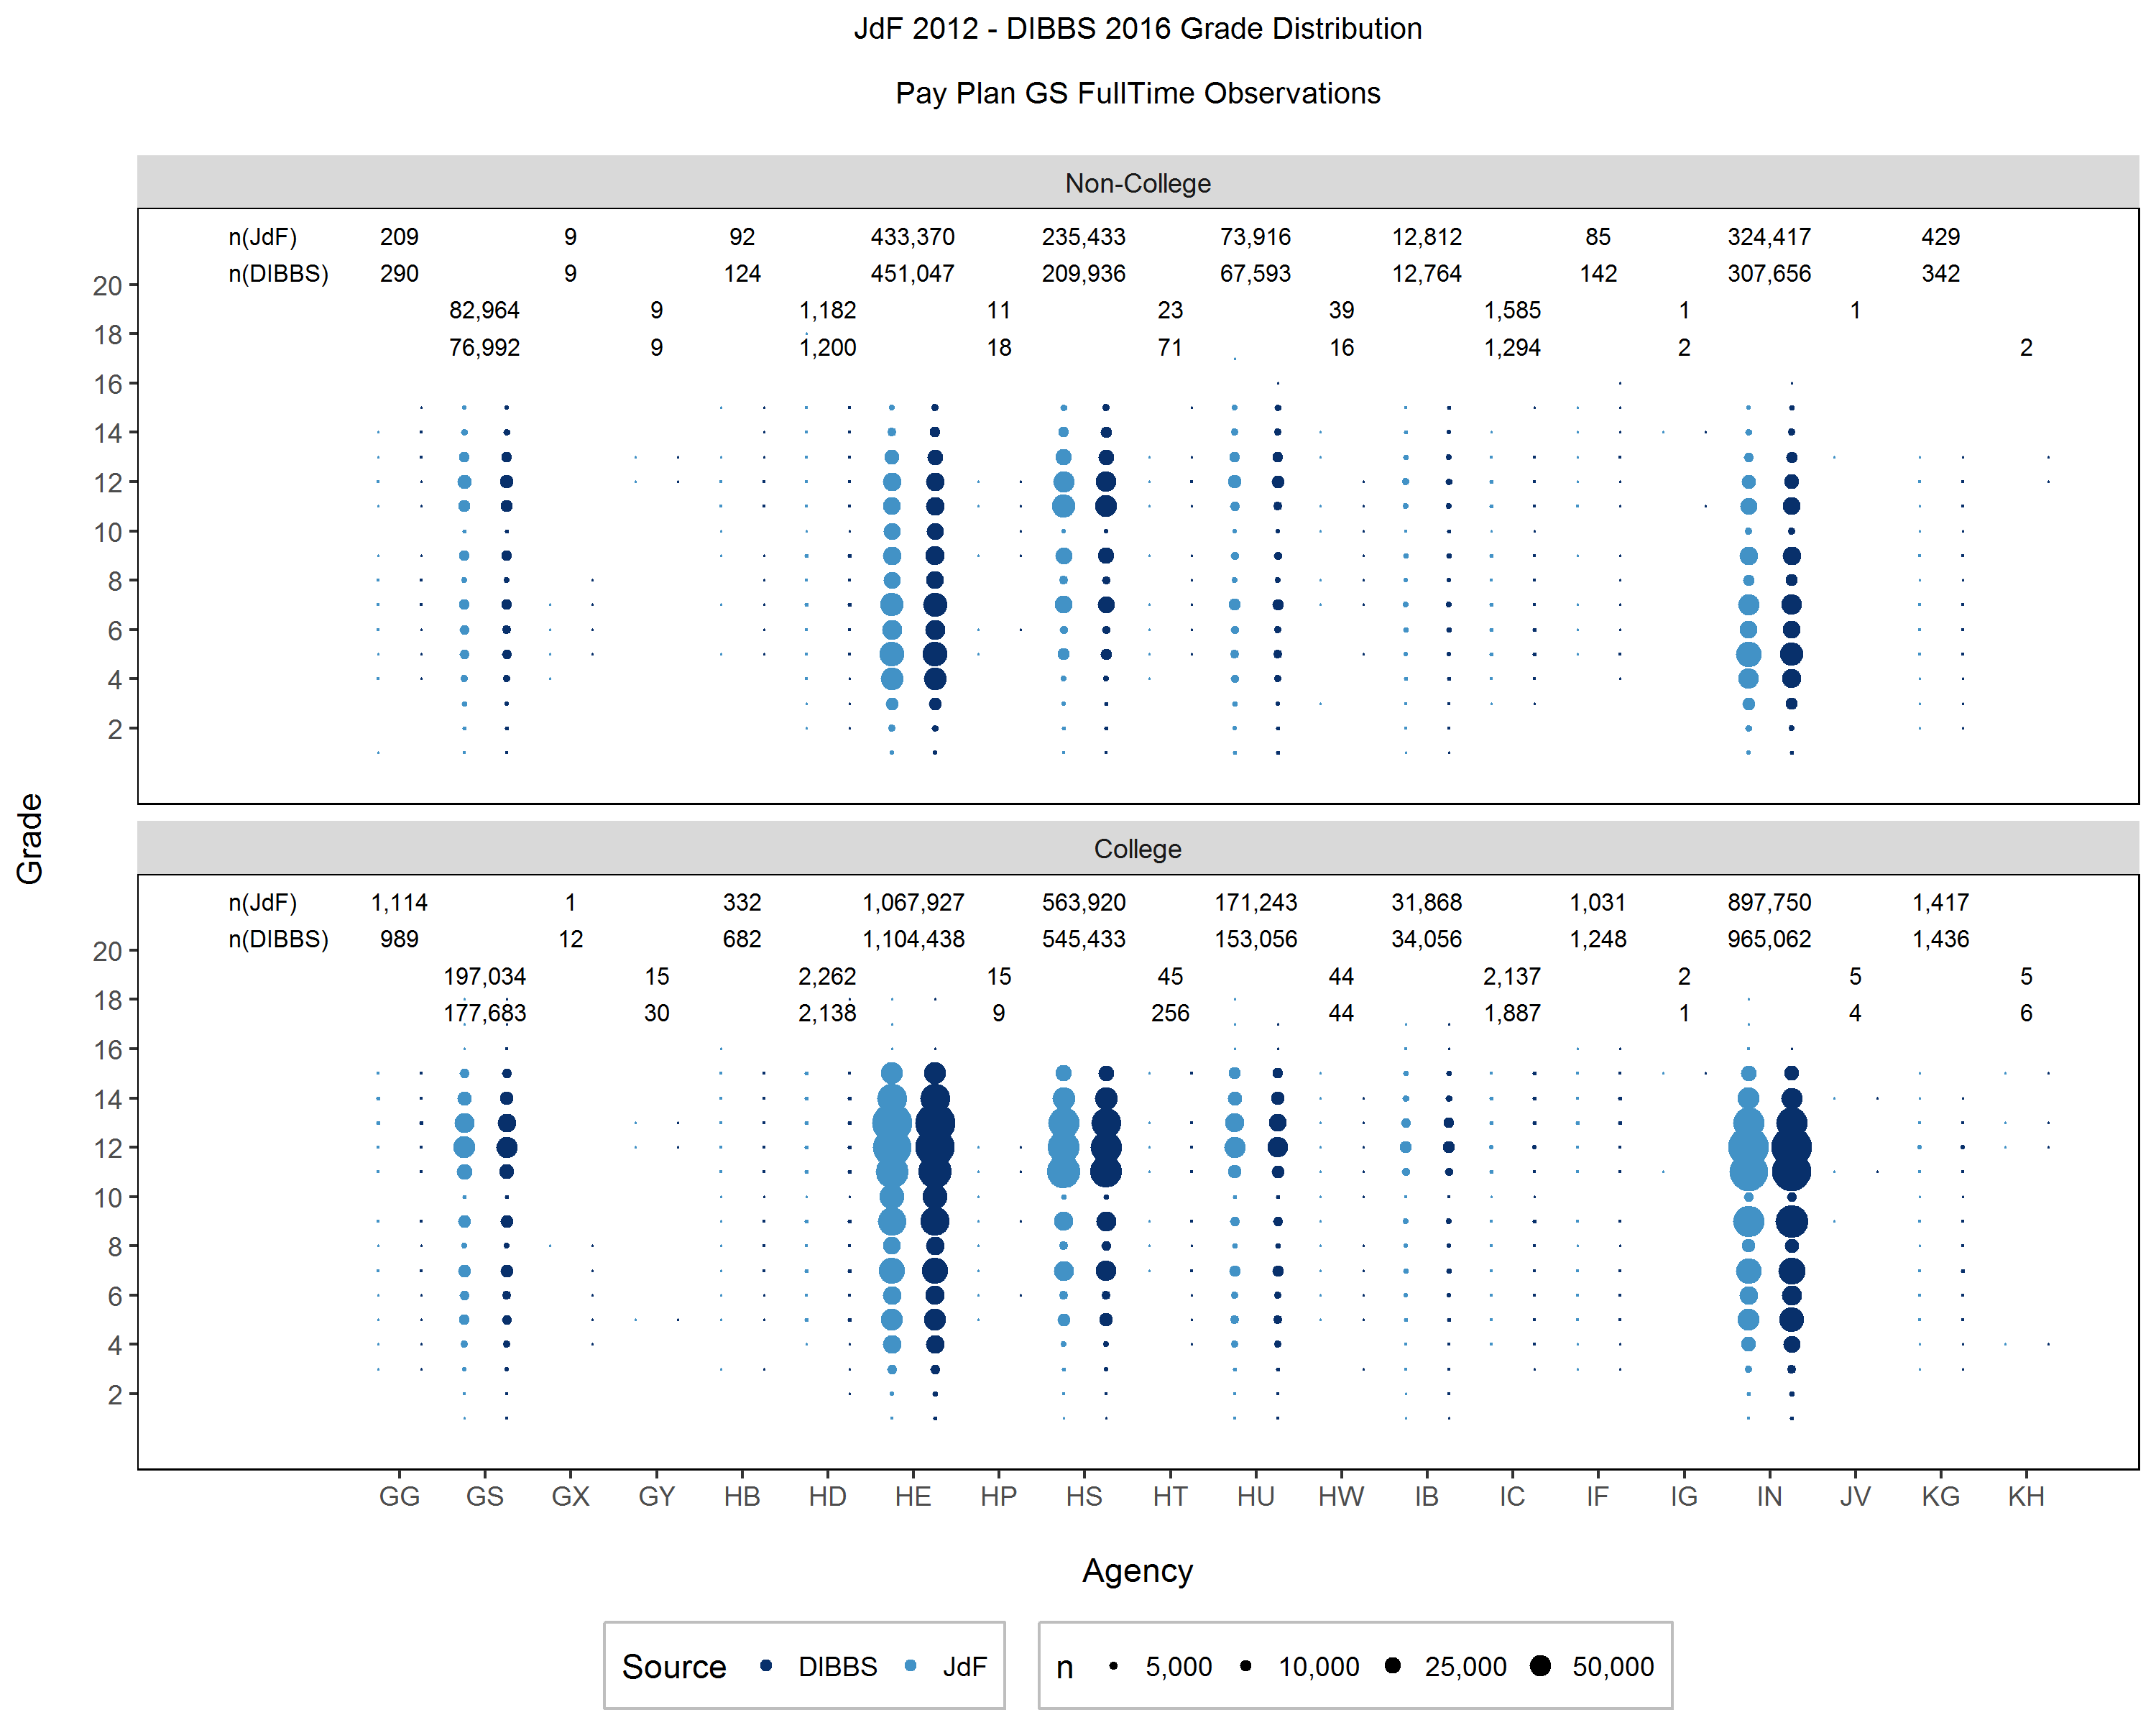 JdF 2012 - DIBBS 2016 Grade Distribution
Pay Plan GS FullTime Observations
Non-College
n(JdF) 209 9 92 433,370 235,433 73,916 12,812 85 324,417 429
n(DIBBS) 290 9 124 451,047 209,936 67,593 12,764 142 307,656 342
20
82,964 9 1,182 11 23 39 1,585 1 1
18
76,992 9 1,200 18 71 16 1,294 2 2
16
14
12
10
8
6
4
2
Grade
College
n(JdF) 1,114 1 332 1,067,927 563,920 171,243 31,868 1,031 897,750 1,417
n(DIBBS) 989 12 682 1,104,438 545,433 153,056 34,056 1,248 965,062 1,436
20
197,034 15 2,262 15 45 44 2,137 2 5 5
18
177,683 30 2,138 9 256 44 1,887 1 4 6
16
14
12
10
8
6
4
2
GG GS GX GY HB HD HE HP HS HT HU HW IB IC IF IG IN JV KG KH
Agency
Source DIBBS JdF n 5,000 10,000 25,000 50,000